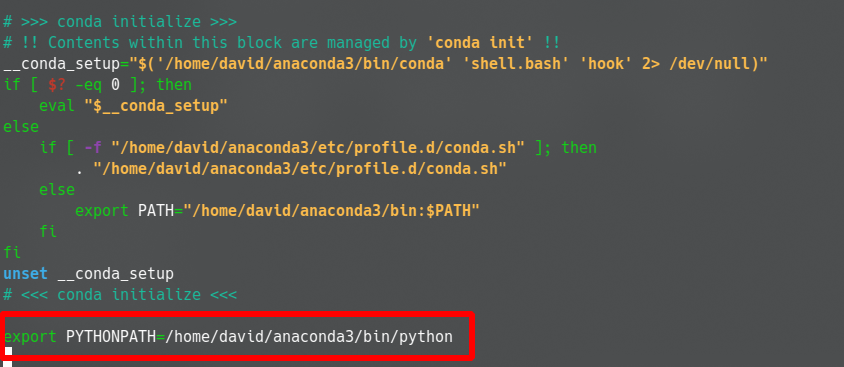 # >>> conda initialize >>>
# !! Contents within this block are managed by 'conda init' !!
__conda_setup="$('/home/david/anaconda3/bin/conda' 'shell.bash' 'hook' 2> /dev/null)"
if [ $? -eq 0 ]; then
    eval "$__conda_setup"
else
    if [ -f "/home/david/anaconda3/etc/profile.d/conda.sh" ]; then
        . "/home/david/anaconda3/etc/profile.d/conda.sh"
    else
        export PATH="/home/david/anaconda3/bin:$PATH"
    fi
fi
unset __conda_setup
# <<< conda initialize <<<
export PYTHONPATH=/home/david/anaconda3/bin/python